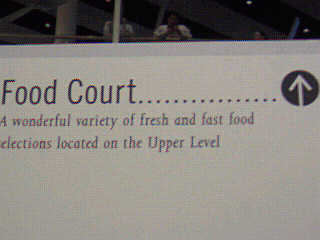 Food Court................
A wonderful variety of fresh and fast food
elections located on the Upper Level